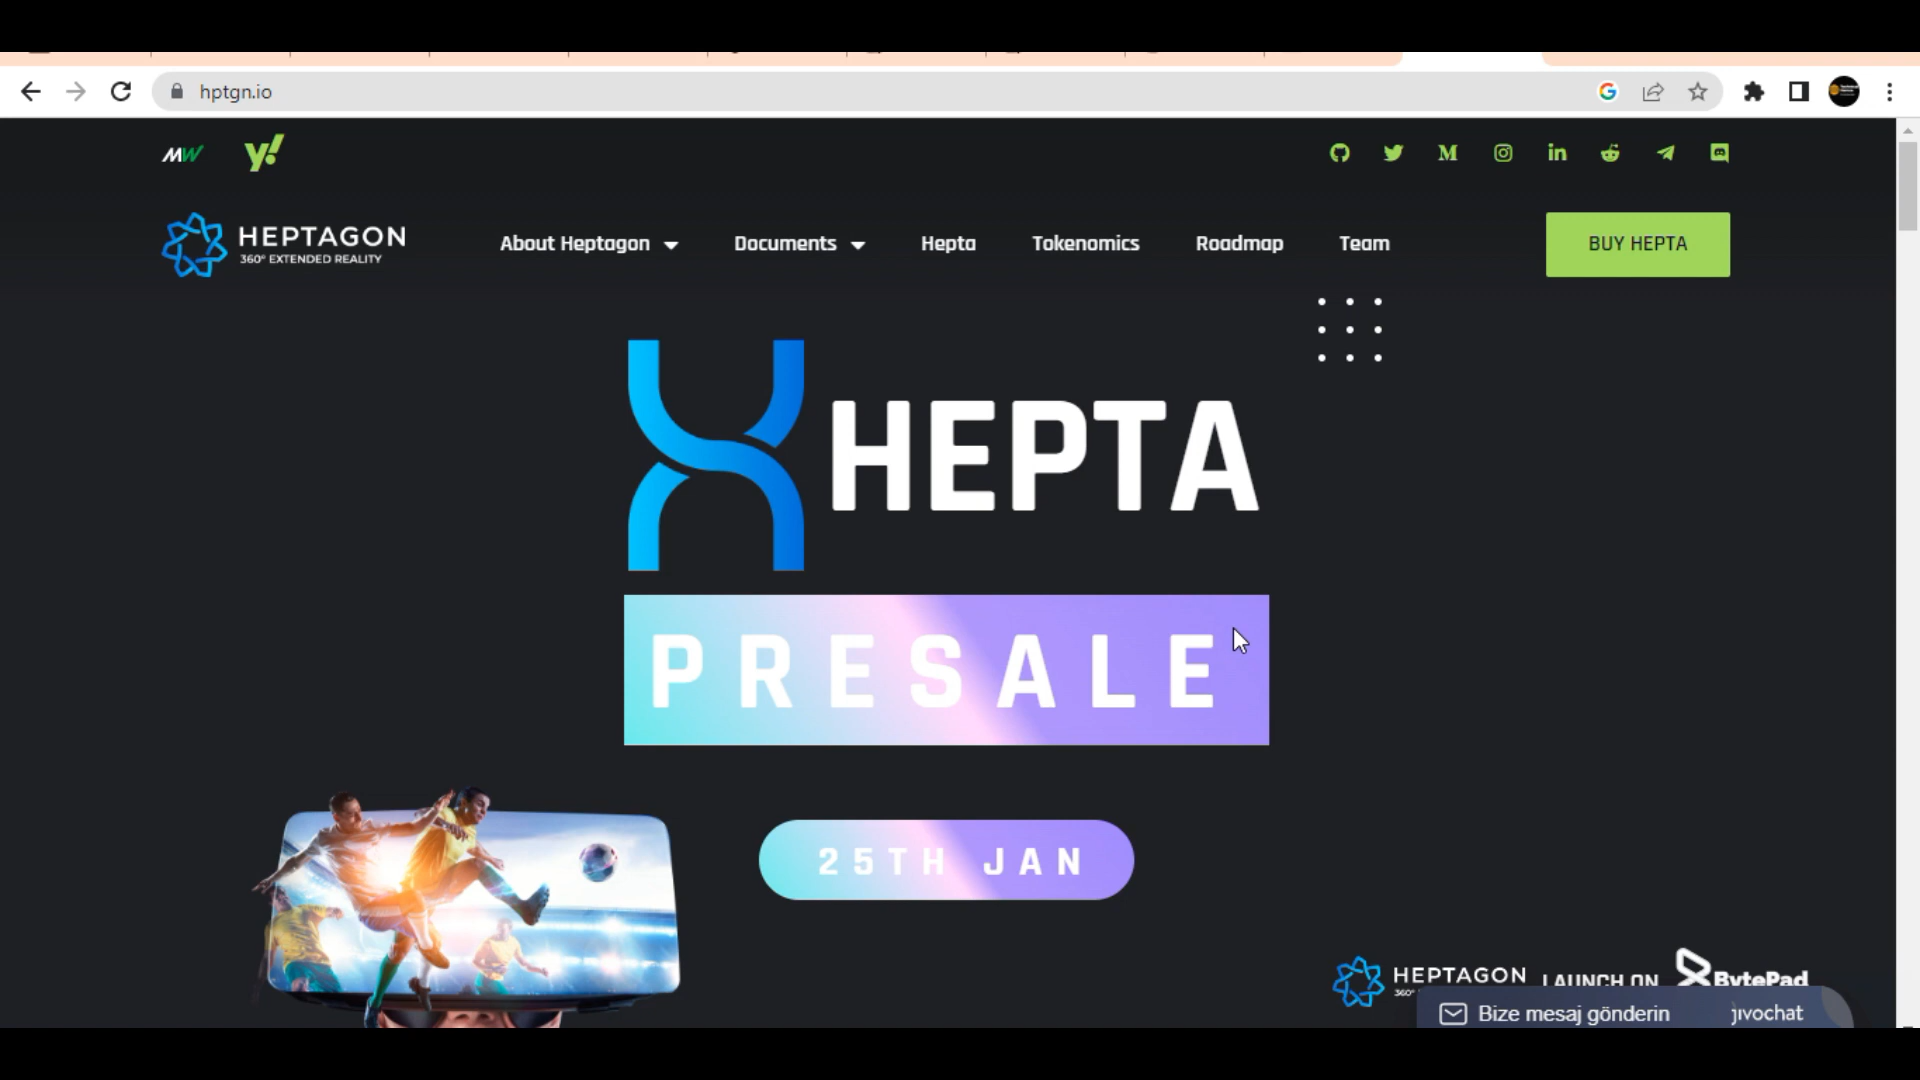 hptgn.io
MW
y!
HEPTAGON
360° EXTENDED REALITY
About Heptagon
Documents
Hepta
Tokenomics
Roadmap
Team
BUY HEPTA
HEPTA
PRESALE
25TH JAN
HEPTAGON
360°
LAUNCH ON
BytePad
Bize mesaj gönderin
jivochat